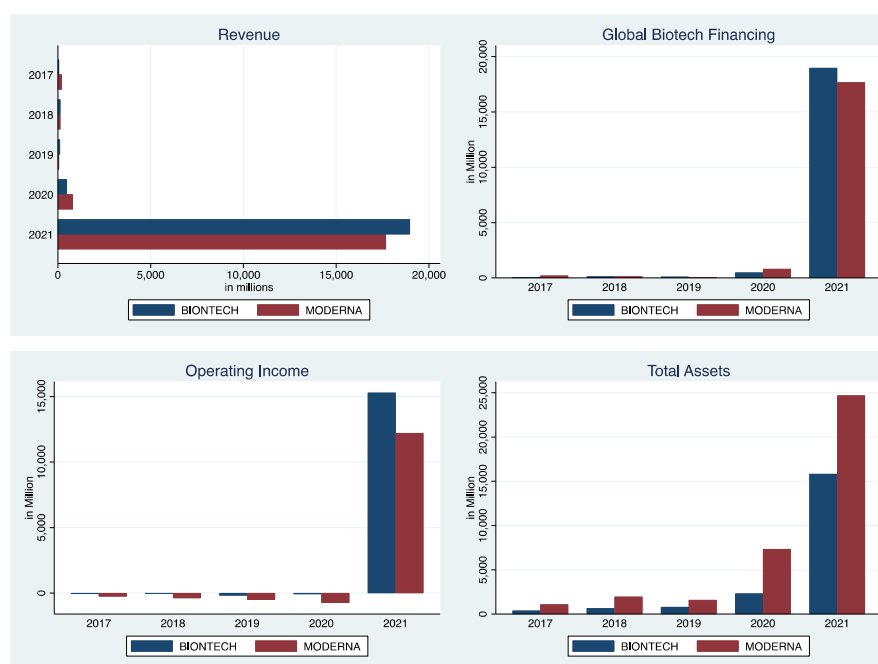 Revenue
2017
2018
2019
2020
2021
0 5,000 10,000 15,000 20,000
in millions
BIONTECH MODERNA
Global Biotech Financing
in Million
20,000
15,000
10,000
5,000
0
2017 2018 2019 2020 2021
BIONTECH MODERNA
Operating Income
in Million
15,000
10,000
5,000
0
2017 2018 2019 2020 2021
BIONTECH MODERNA
Total Assets
in Million
25,000
20,000
15,000
10,000
5,000
0
2017 2018 2019 2020 2021
BIONTECH MODERNA